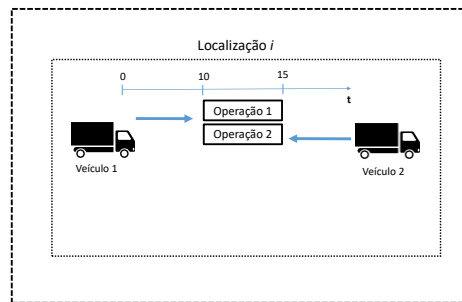 Localização i
0 10 15
t
Operação 1
Operação 2
Veículo 1
Veículo 2